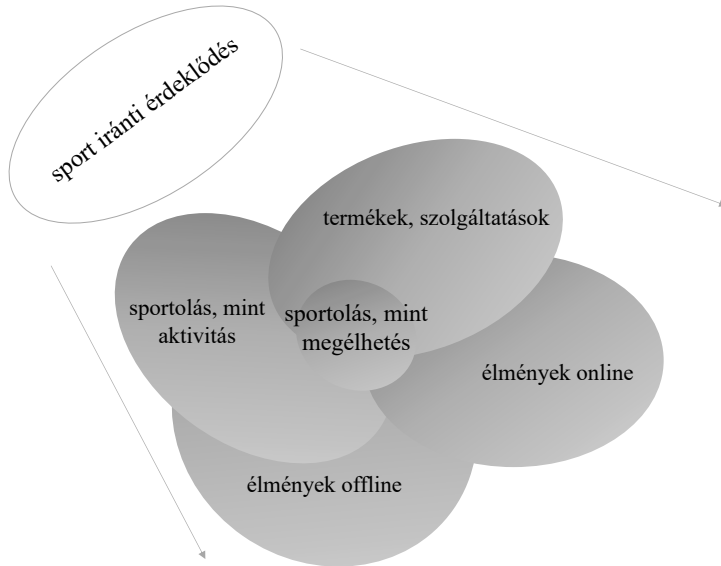 sport iránti érdeklődés
termékek, szolgáltatások
sportolás, mint
aktivitás
sportolás, mint
megélhetés
élmények online
élmények offline